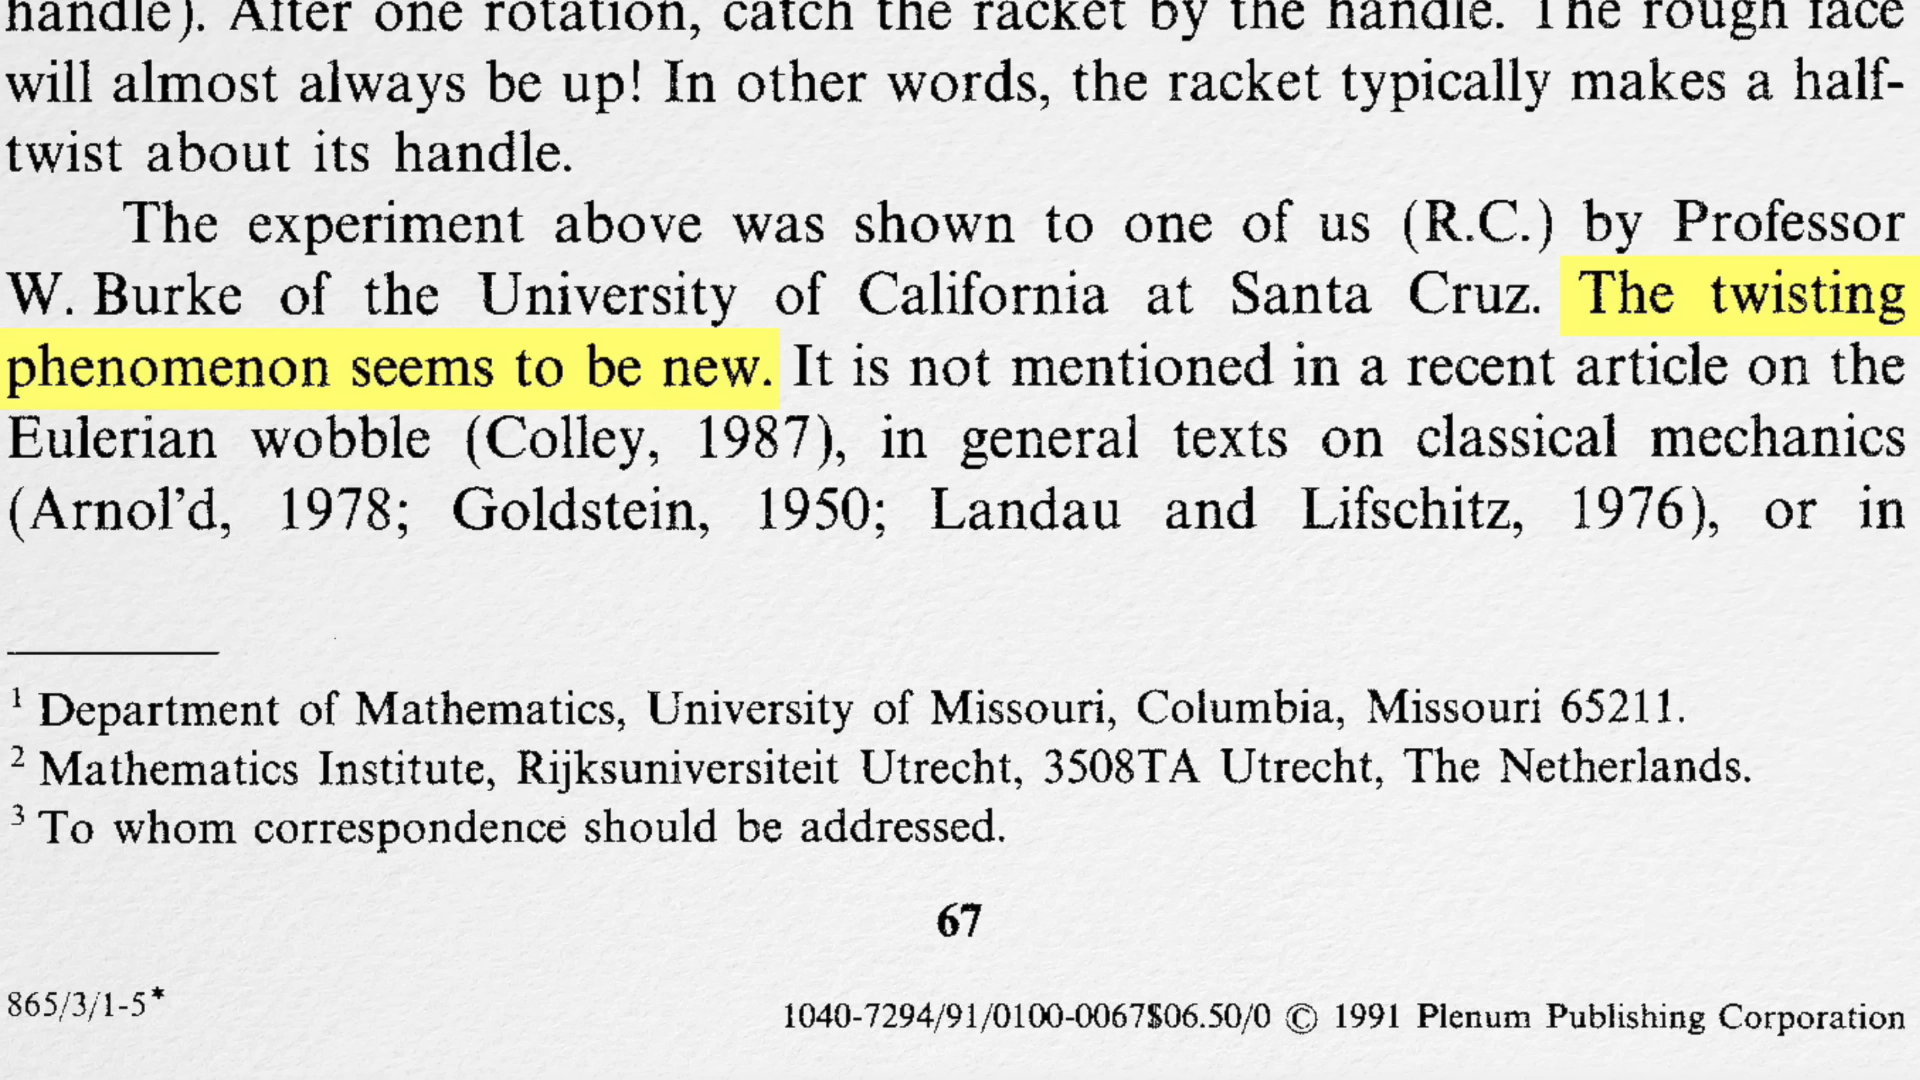 handle). After one rotation, catch the racket by the handle. The rough face
will almost always be up! In other words, the racket typically makes a half-
twist about its handle.
The experiment above was shown to one of us (R.C.) by Professor
W. Burke of the University of California at Santa Cruz. The twisting
phenomenon seems to be new. It is not mentioned in a recent article on the
Eulerian wobble (Colley, 1987), in general texts on classical mechanics
(Arnol'd, 1978; Goldstein, 1950; Landau and Lifschitz, 1976), or in
1 Department of Mathematics, University of Missouri, Columbia, Missouri 65211.
2 Mathematics Institute, Rijksuniversiteit Utrecht, 3508TA Utrecht, The Netherlands.
3 To whom correspondence should be addressed.
67
865/3/1-5*
1040-7294/91/0100-0067$06.50/0 © 1991 Plenum Publishing Corporation